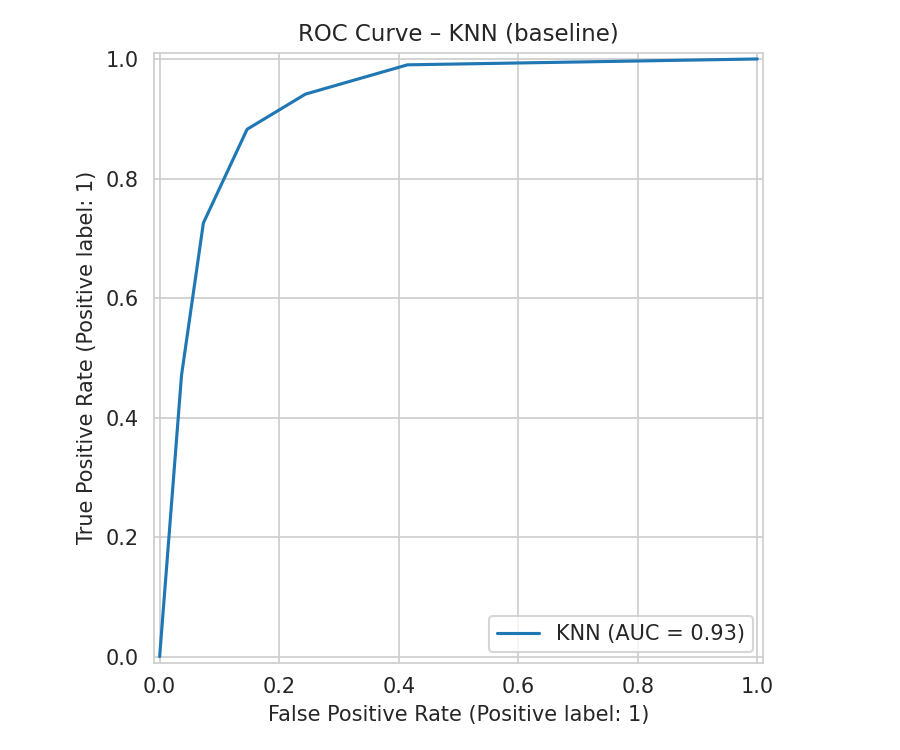 ROC Curve – KNN (baseline)
True Positive Rate (Positive label: 1)
1.0
0.8
0.6
0.4
0.2
0.0
KNN (AUC = 0.93)
0.0 0.2 0.4 0.6 0.8 1.0
False Positive Rate (Positive label: 1)